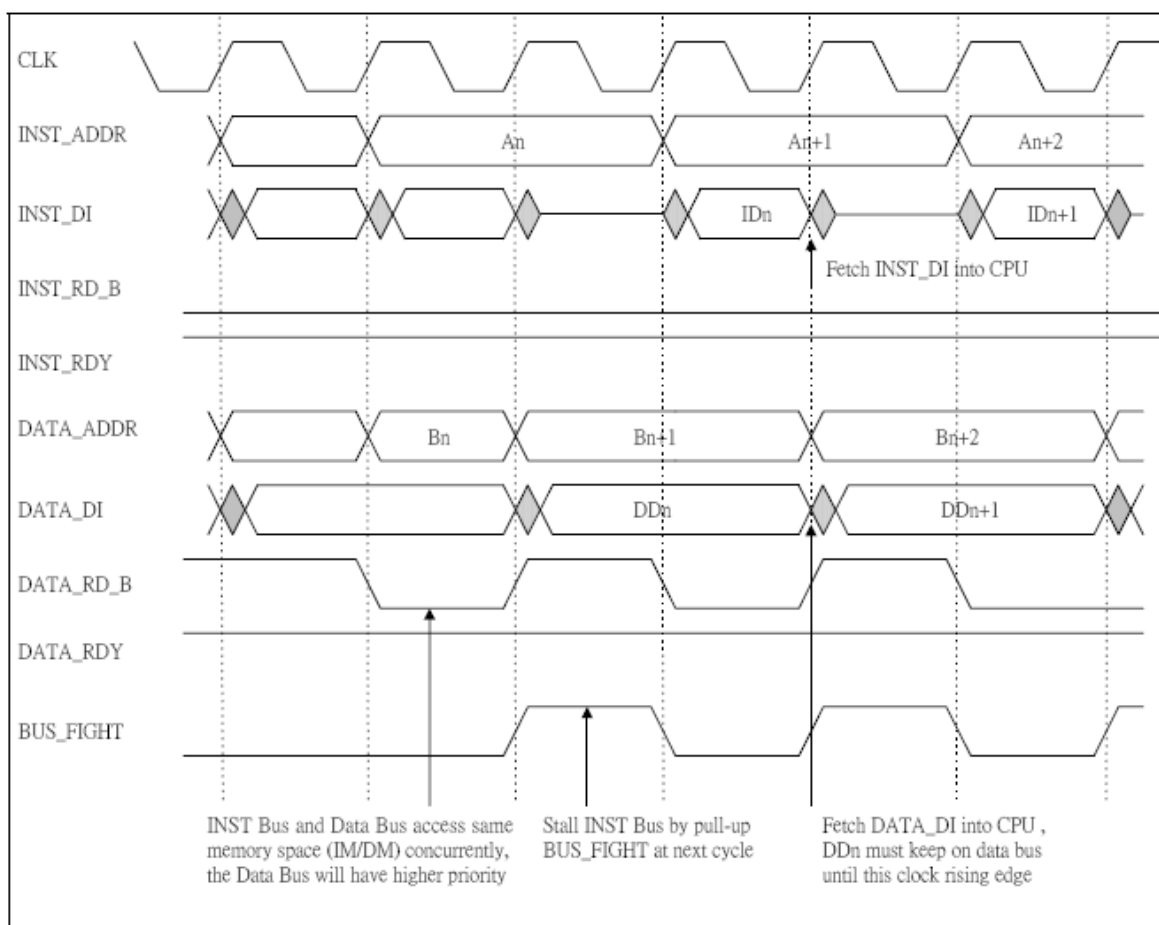 CLK
INST_ADDR
An
An+1
An+2
INST_DI
IDn
IDn+1
Fetch INST_DI into CPU
INST_RD_B
INST_RDY
DATA_ADDR
Bn
Bn+1
Bn+2
DATA_DI
DDn
DDn+1
DATA_RD_B
DATA_RDY
BUS_FIGHT
INST Bus and Data Bus access same
memory space (IM/DM) concurrently,
the Data Bus will have higher priority
Stall INST Bus by pull-up
BUS_FIGHT at next cycle
Fetch DATA_DI into CPU ,
DDn must keep on data bus
until this clock rising edge